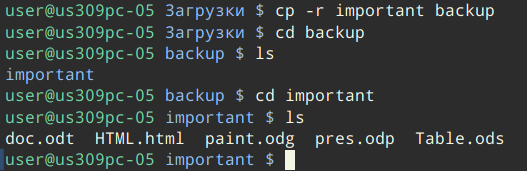 user@us309pc-05 Загрузки $ cp -r important backup
user@us309pc-05 Загрузки $ cd backup
user@us309pc-05 backup $ ls
important
user@us309pc-05 backup $ cd important
user@us309pc-05 important $ ls
doc.odt  HTML.html  paint.odg  pres.odp  Table.ods
user@us309pc-05 important $